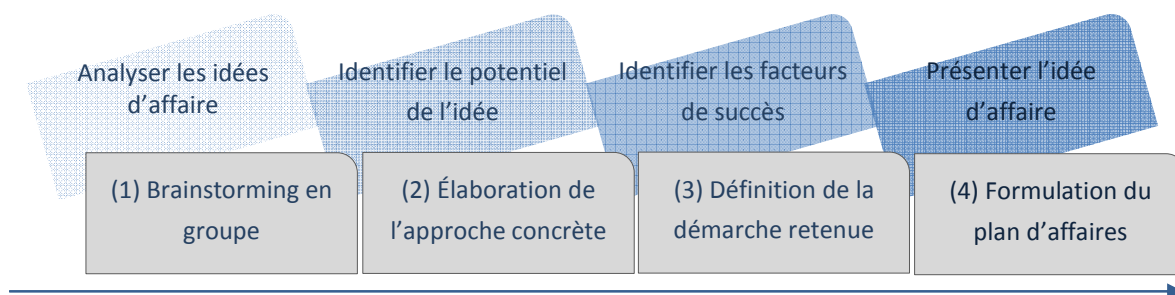 Analyser les idées
d'affaire
Identifier le potentiel
de l'idée
Identifier les facteurs
de succès
Présenter l'idée
d'affaire
(1) Brainstorming en
groupe
(2) Élaboration de
l'approche concrète
(3) Définition de la
démarche retenue
(4) Formulation du
plan d'affaires